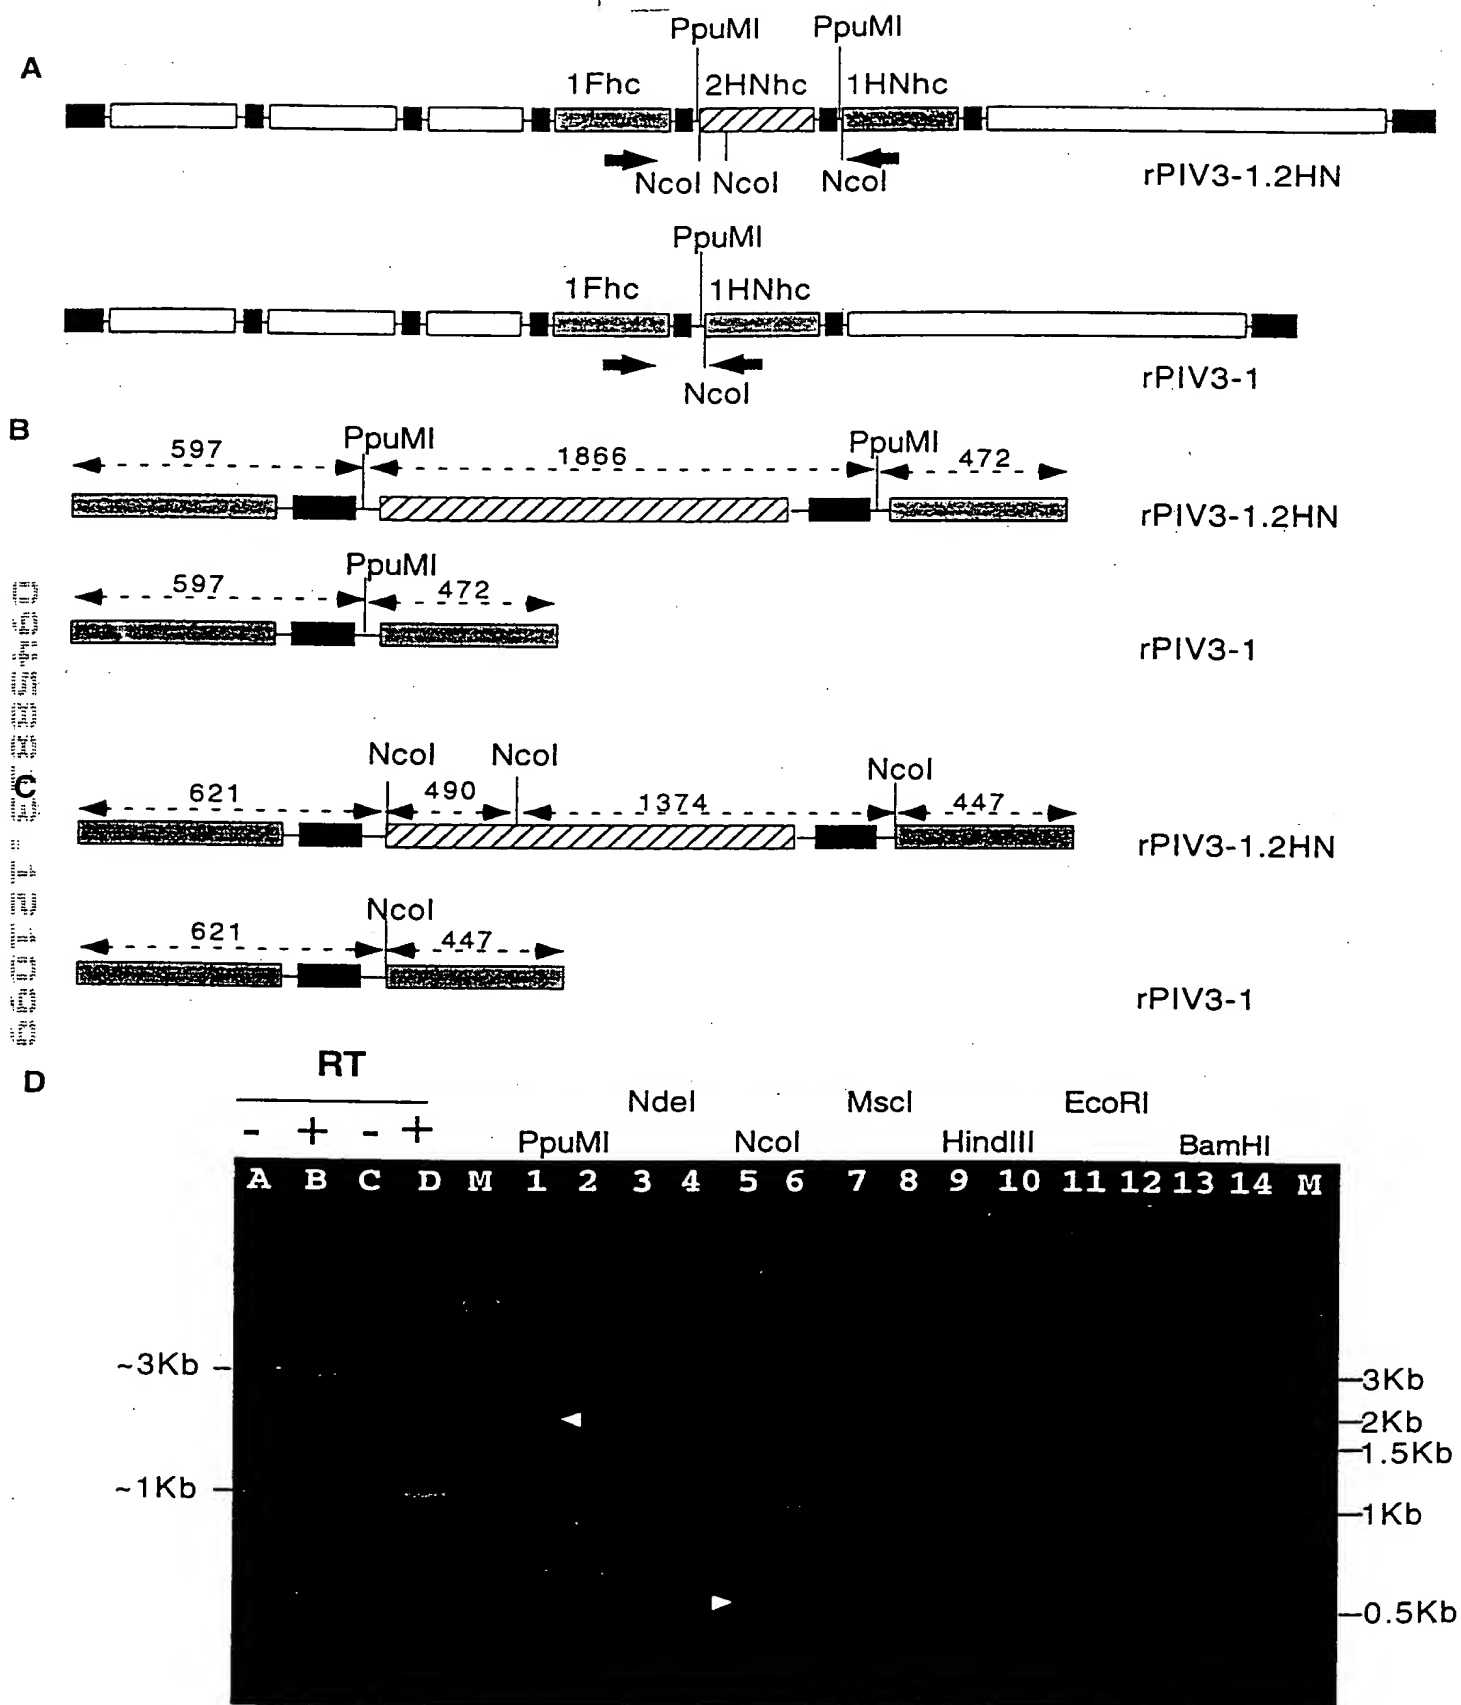 PpuMI PpuMI
A
1Fhc 2HNhc 1HNhc
NcoI NcoI NcoI
rPIV3-1.2HN
PpuMI
1Fhc 1HNhc
NcoI
rPIV3-1
B
597 PpuMI 1866 PpuMI 472
rPIV3-1.2HN
PpuMI
597 472
rPIV3-1
NcoI NcoI NcoI
C
621 490 1374 447
rPIV3-1.2HN
NcoI
621 447
rPIV3-1
D
RT
NdeI MscI EcoRI
- + - + PpuMI NcoI HindIII BamHI
A B C D M 1 2 3 4 5 6 7 8 9 10 11 12 13 14 M
~3Kb
~1Kb
3Kb
2Kb
1.5Kb
1Kb
0.5Kb